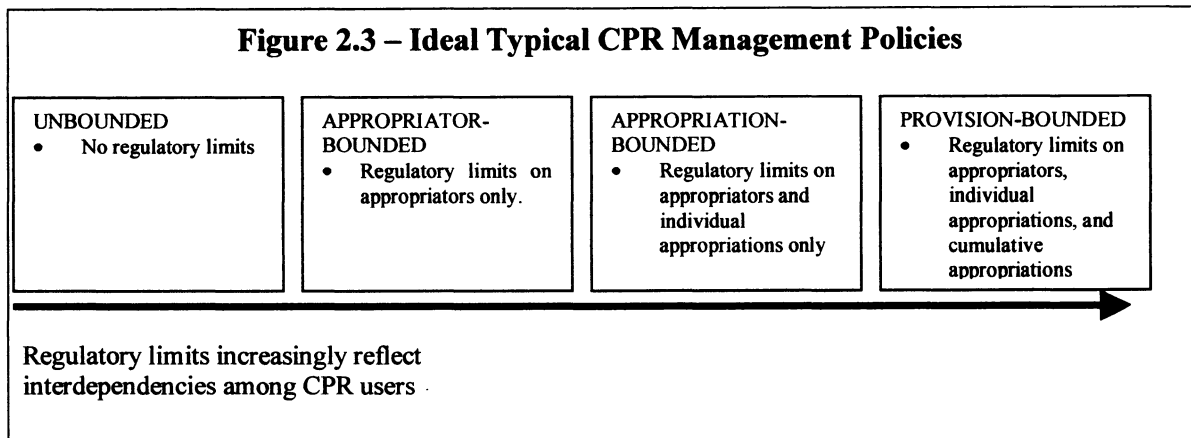 Figure 2.3 – Ideal Typical CPR Management Policies
UNBOUNDED
• No regulatory limits
APPROPRIATOR-
BOUNDED
• Regulatory limits on
appropriators only.
APPROPRIATION-
BOUNDED
• Regulatory limits on
appropriators and
individual
appropriations only
PROVISION-BOUNDED
• Regulatory limits on
appropriators,
individual
appropriations, and
cumulative
appropriations
Regulatory limits increasingly reflect
interdependencies among CPR users